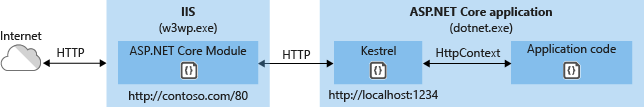 IIS
(w3wp.exe)
ASP.NET Core application
(dotnet.exe)
Internet
HTTP
ASP.NET Core Module
{}
HTTP
Kestrel
{}
HttpContext
Application code
{}
http://contoso.com/80
http://localhost:1234